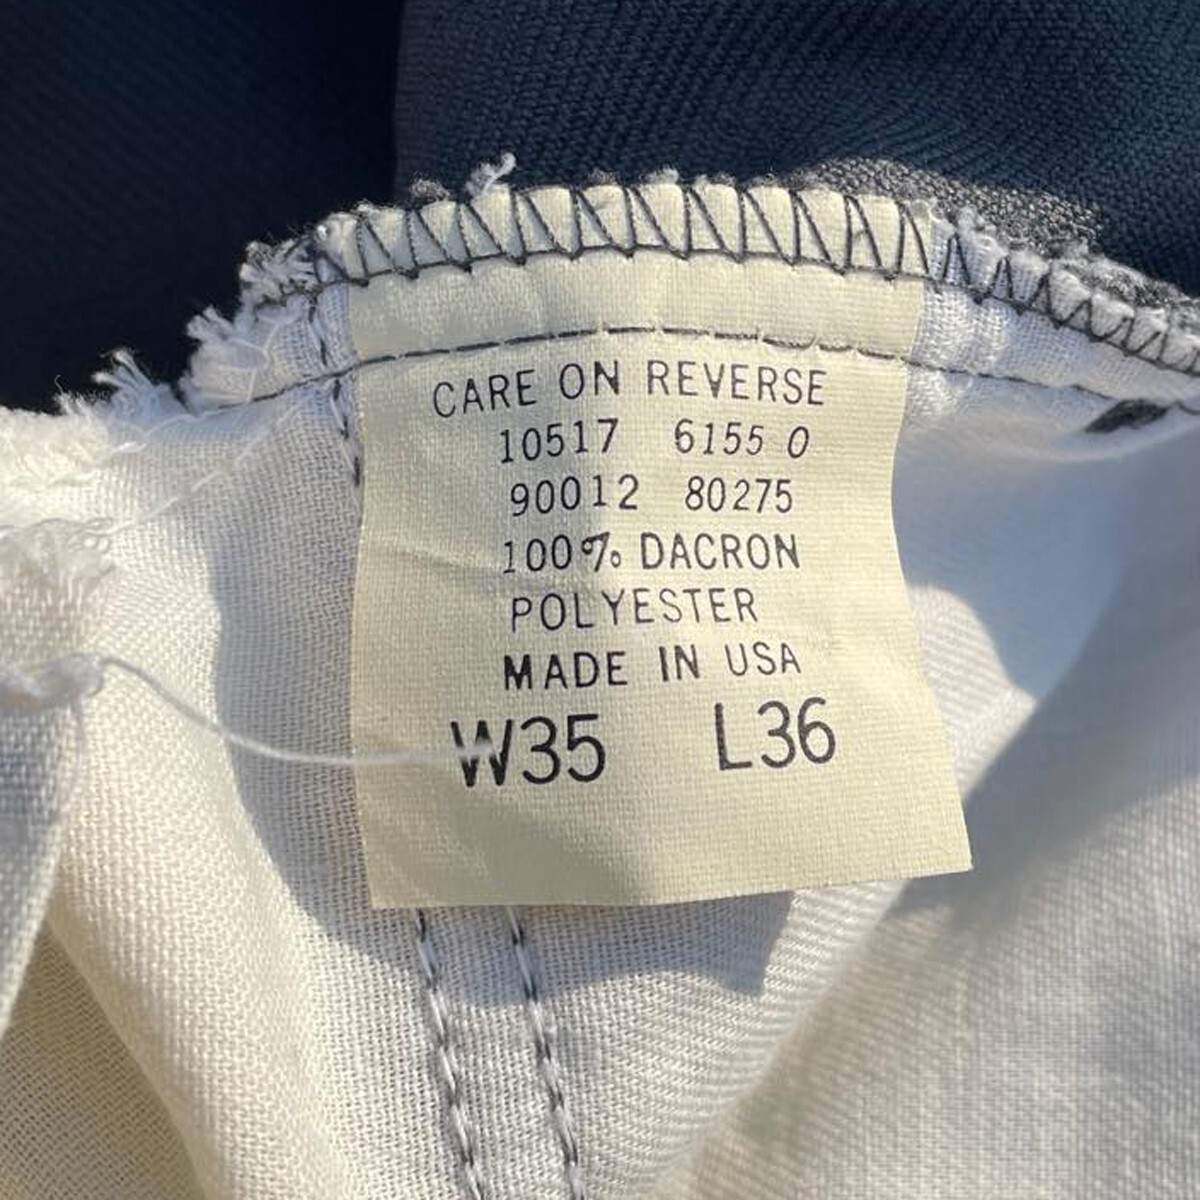 CARE ON REVERSE
10517 6155 0
90012 80275
100% DACRON
POLYESTER
MADE IN USA
W35 L36